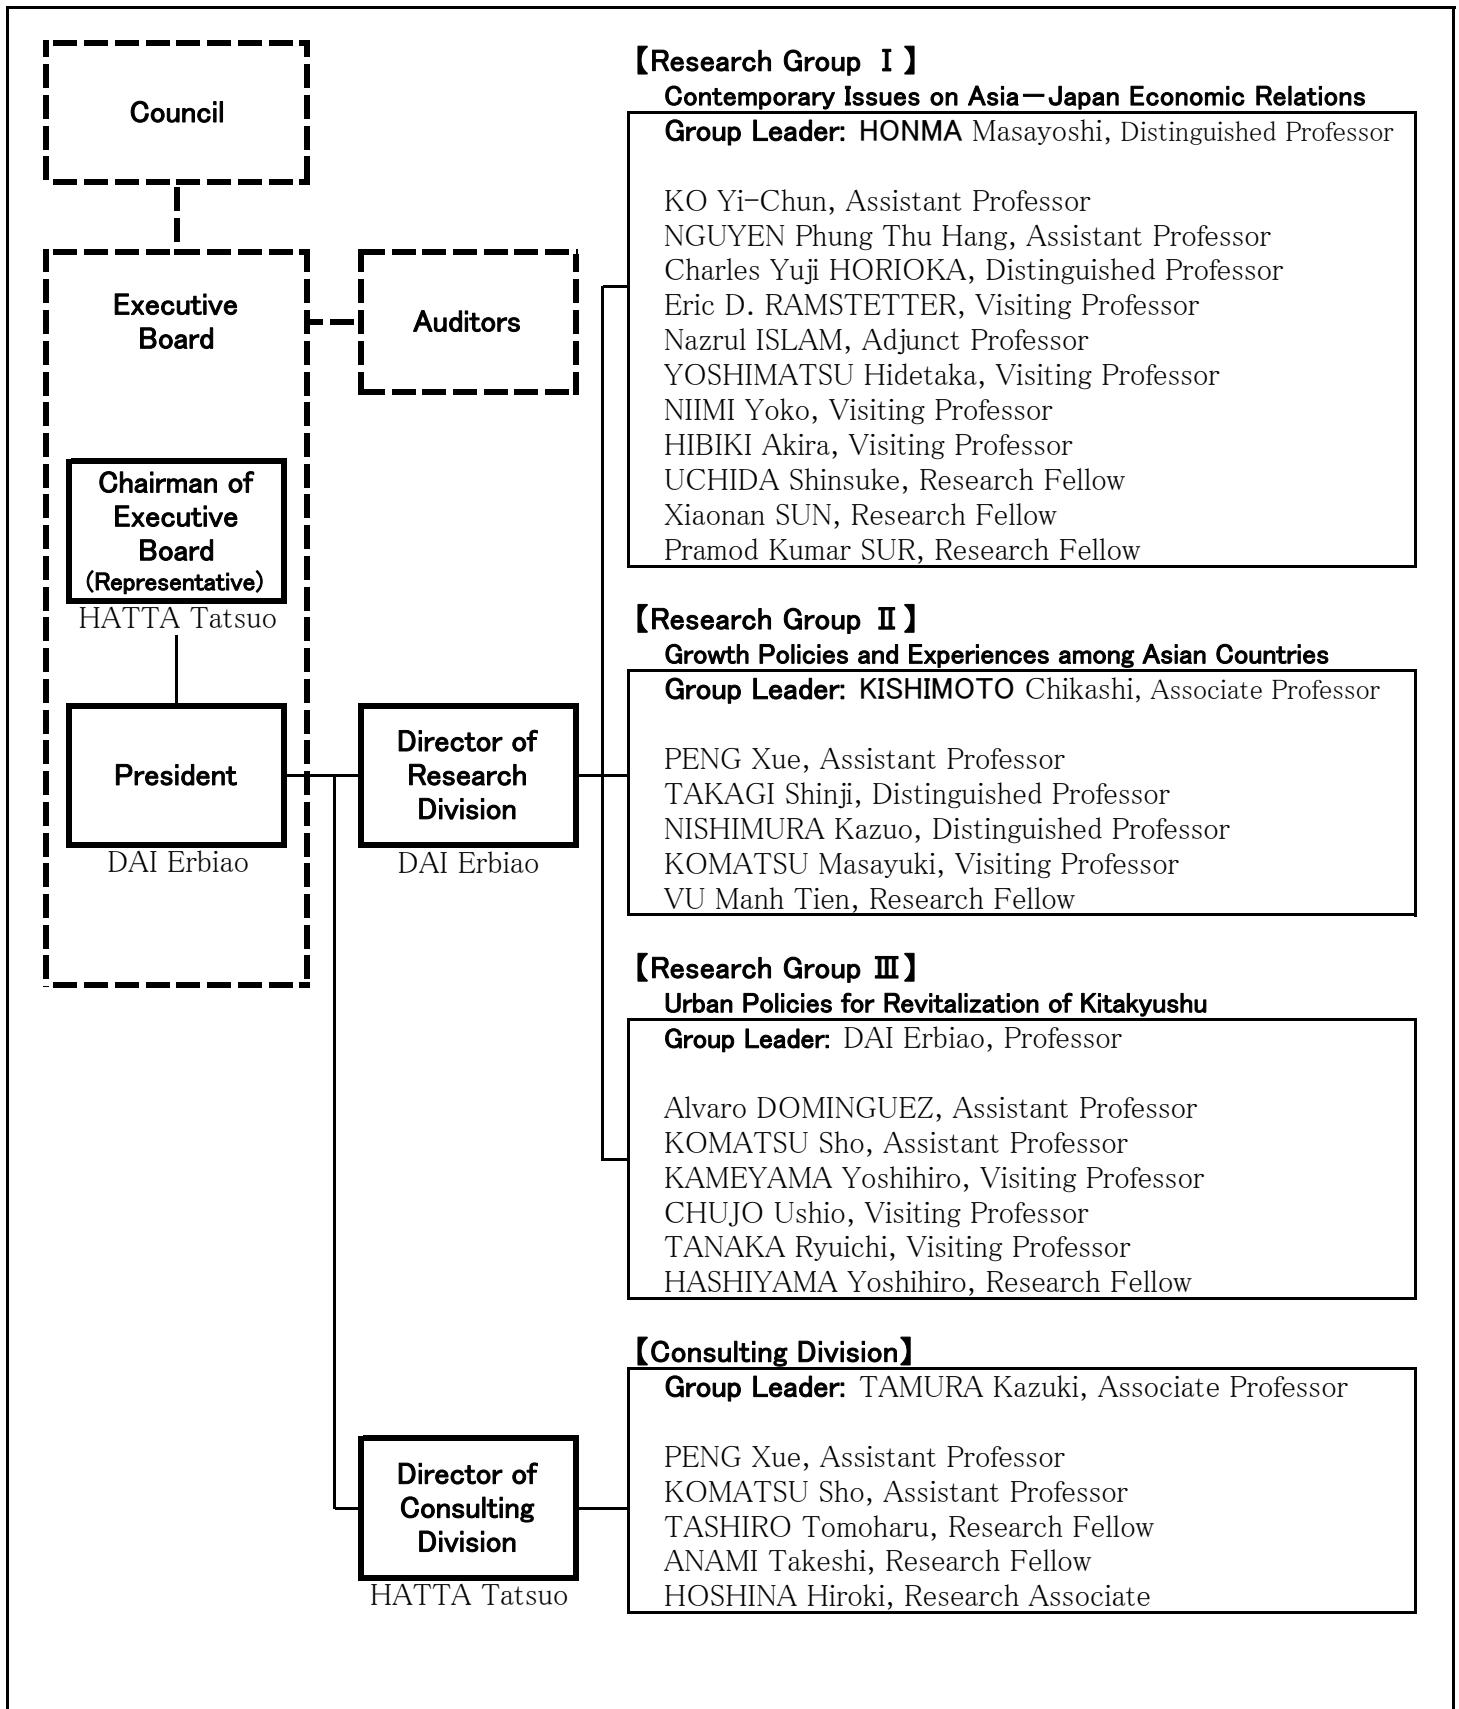 Council
Executive
Board
Auditors
Chairman of
Executive
Board
(Representative)
HATTA Tatsuo
President
DAI Erbiao
Director of
Research
Division
DAI Erbiao
Director of
Consulting
Division
HATTA Tatsuo
【Research Group Ⅰ】
Contemporary Issues on Asia－Japan Economic Relations
Group Leader: HONMA Masayoshi, Distinguished Professor
KO Yi-Chun, Assistant Professor
NGUYEN Phung Thu Hang, Assistant Professor
Charles Yuji HORIOKA, Distinguished Professor
Eric D. RAMSTETTER, Visiting Professor
Nazrul ISLAM, Adjunct Professor
YOSHIMATSU Hidetaka, Visiting Professor
NIIMI Yoko, Visiting Professor
HIBIKI Akira, Visiting Professor
UCHIDA Shinsuke, Research Fellow
Xiaonan SUN, Research Fellow
Pramod Kumar SUR, Research Fellow
【Research Group Ⅱ】
Growth Policies and Experiences among Asian Countries
Group Leader: KISHIMOTO Chikashi, Associate Professor
PENG Xue, Assistant Professor
TAKAGI Shinji, Distinguished Professor
NISHIMURA Kazuo, Distinguished Professor
KOMATSU Masayuki, Visiting Professor
VU Manh Tien, Research Fellow
【Research Group Ⅲ】
Urban Policies for Revitalization of Kitakyushu
Group Leader: DAI Erbiao, Professor
Alvaro DOMINGUEZ, Assistant Professor
KOMATSU Sho, Assistant Professor
KAMEYAMA Yoshihiro, Visiting Professor
CHUJO Ushio, Visiting Professor
TANAKA Ryuichi, Visiting Professor
HASHIYAMA Yoshihiro, Research Fellow
【Consulting Division】
Group Leader: TAMURA Kazuki, Associate Professor
PENG Xue, Assistant Professor
KOMATSU Sho, Assistant Professor
TASHIRO Tomoharu, Research Fellow
ANAMI Takeshi, Research Fellow
HOSHINA Hiroki, Research Associate